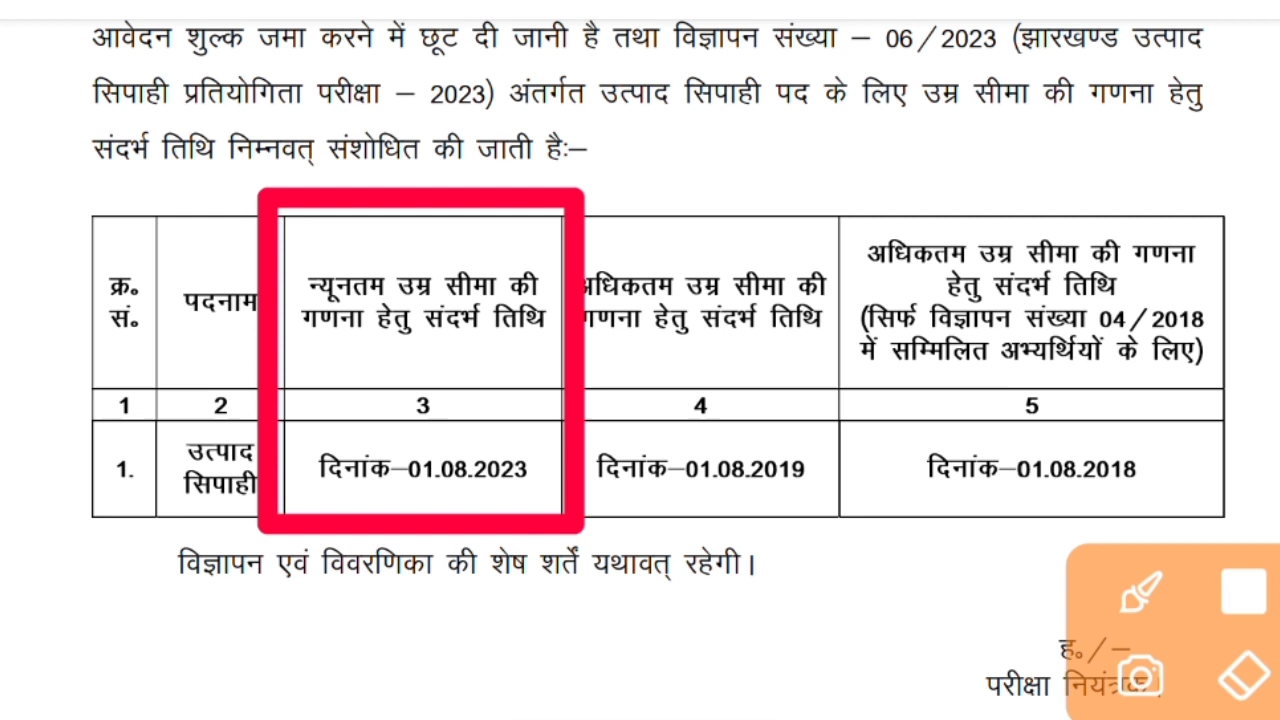 आवेदन शुल्क जमा करने में छूट दी जानी है तथा विज्ञापन संख्या – 06/2023 (झारखण्ड उत्पाद
सिपाही प्रतियोगिता परीक्षा – 2023) अंतर्गत उत्पाद सिपाही पद के लिए उम्र सीमा की गणना हेतु
संदर्भ तिथि निम्नवत् संशोधित की जाती हैः–
क्र॰
सं॰
पदनाम
न्यूनतम उम्र सीमा की
गणना हेतु संदर्भ तिथि
अधिकतम उम्र सीमा की
गणना हेतु संदर्भ तिथि
अधिकतम उम्र सीमा की गणना
हेतु संदर्भ तिथि
(सिर्फ विज्ञापन संख्या 04/2018
में सम्मिलित अभ्यर्थियों के लिए)
1 2 3 4 5
1.
उत्पाद
सिपाही
दिनांक–01.08.2023
दिनांक–01.08.2019
दिनांक–01.08.2018
विज्ञापन एवं विवरणिका की शेष शर्तें यथावत् रहेगी।
ह॰/–
परीक्षा नियंत्रक।